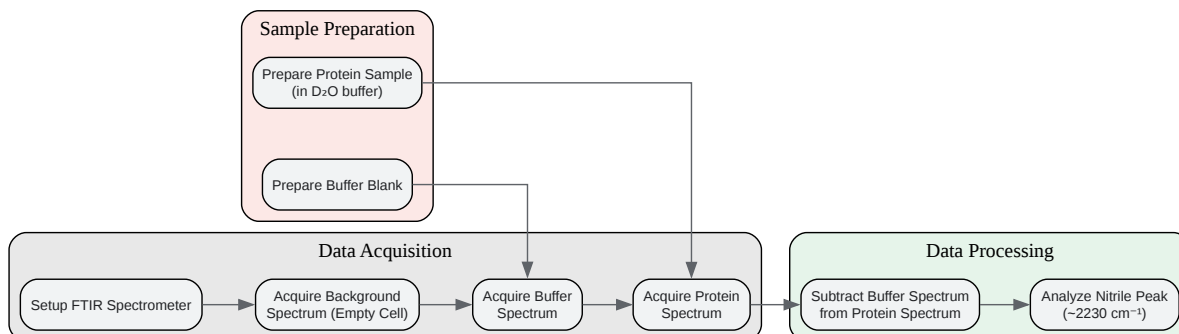 Sample Preparation
Prepare Protein Sample
(in D₂O buffer)
Prepare Buffer Blank
Data Acquisition
Setup FTIR Spectrometer
Acquire Background
Spectrum (Empty Cell)
Acquire Buffer
Spectrum
Acquire Protein
Spectrum
Data Processing
Subtract Buffer Spectrum
from Protein Spectrum
Analyze Nitrile Peak
(~2230 cm⁻¹)